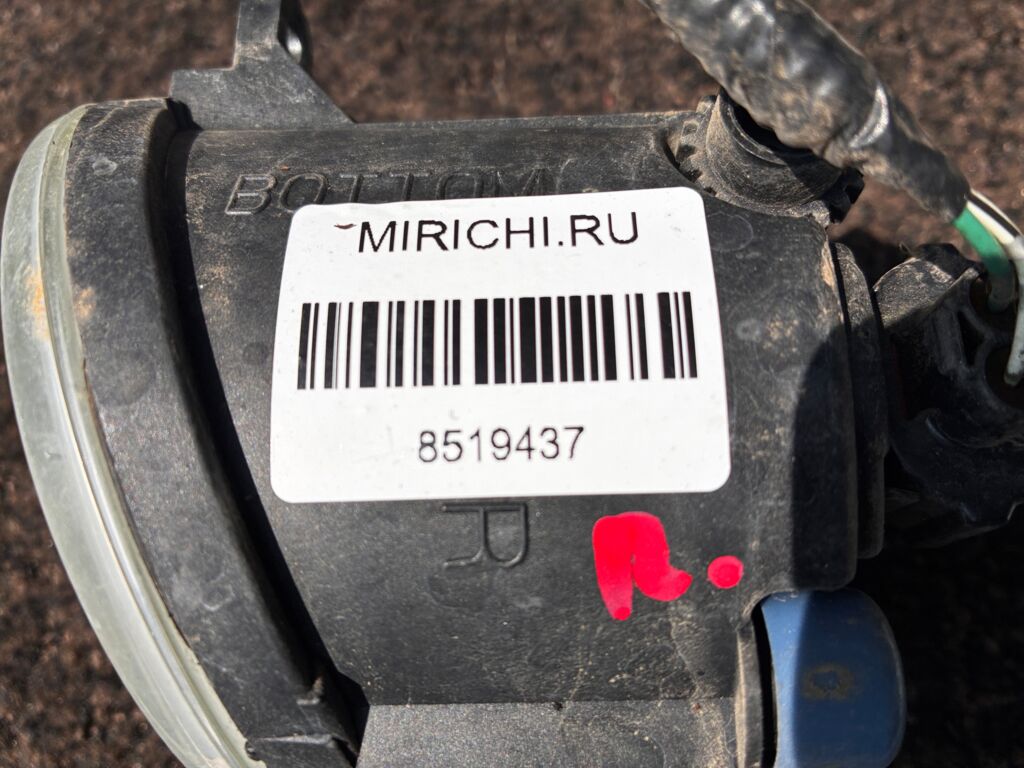 BOTTOM
MIRICHI.RU
8519437
R
R.